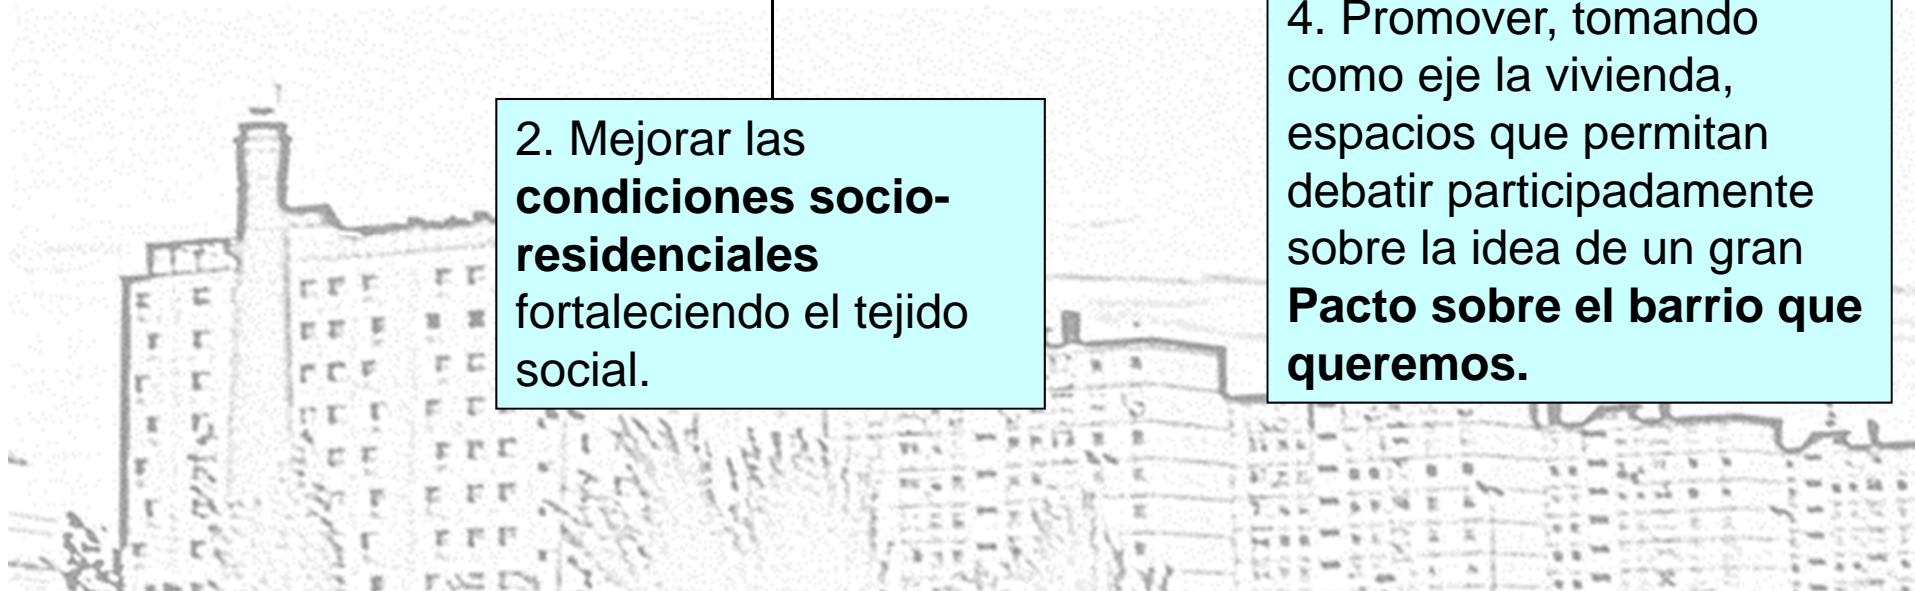 2. Mejorar las
condiciones socio-
residenciales
fortaleciendo el tejido
social.
4. Promover, tomando
como eje la vivienda,
espacios que permitan
debatir participadamente
sobre la idea de un gran
Pacto sobre el barrio que
queremos.